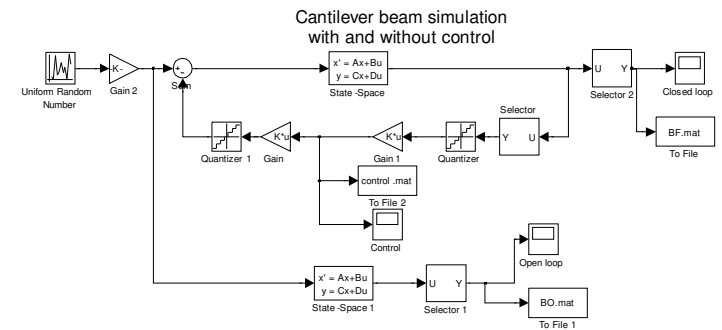 Cantilever beam simulation
with and without control
Uniform Random
Number
K-
Gain 2
Sum
x' = Ax+Bu
y = Cx+Du
State -Space
U Y
Selector 2
Closed loop
BF.mat
To File
Selector
Y U
Quantizer
K*u
Gain 1
K*u
Gain
Quantizer 1
control .mat
To File 2
Control
x' = Ax+Bu
y = Cx+Du
State -Space 1
U Y
Selector 1
Open loop
BO.mat
To File 1